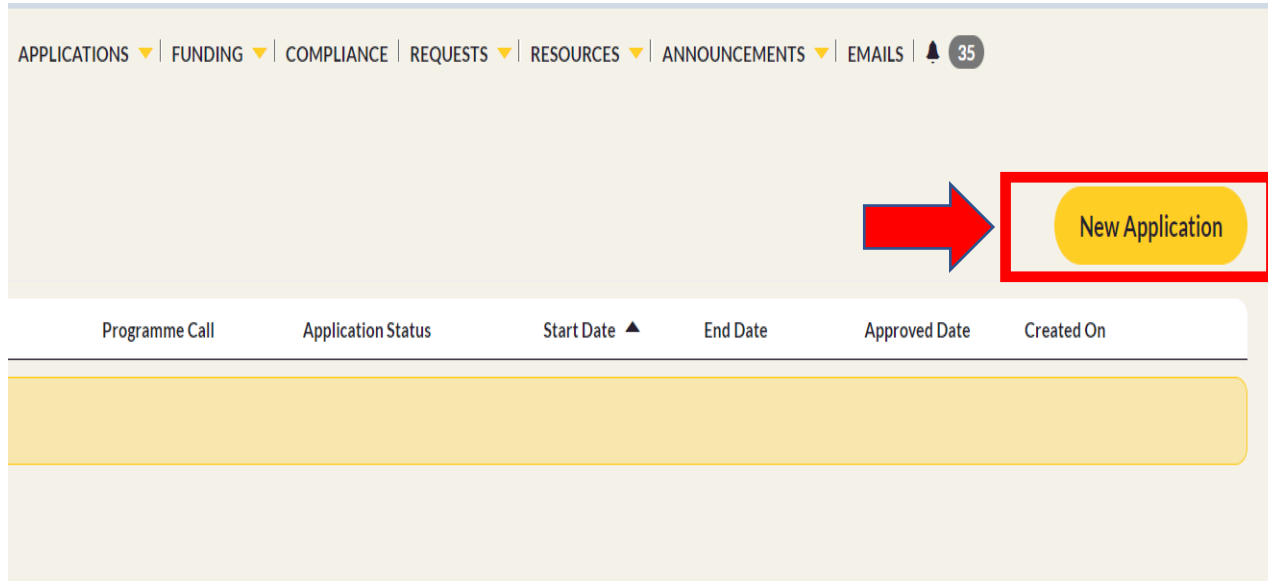 APPLICATIONS FUNDING COMPLIANCE REQUESTS RESOURCES ANNOUNCEMENTS EMAILS 35
New Application
Programme Call Application Status Start Date End Date Approved Date Created On